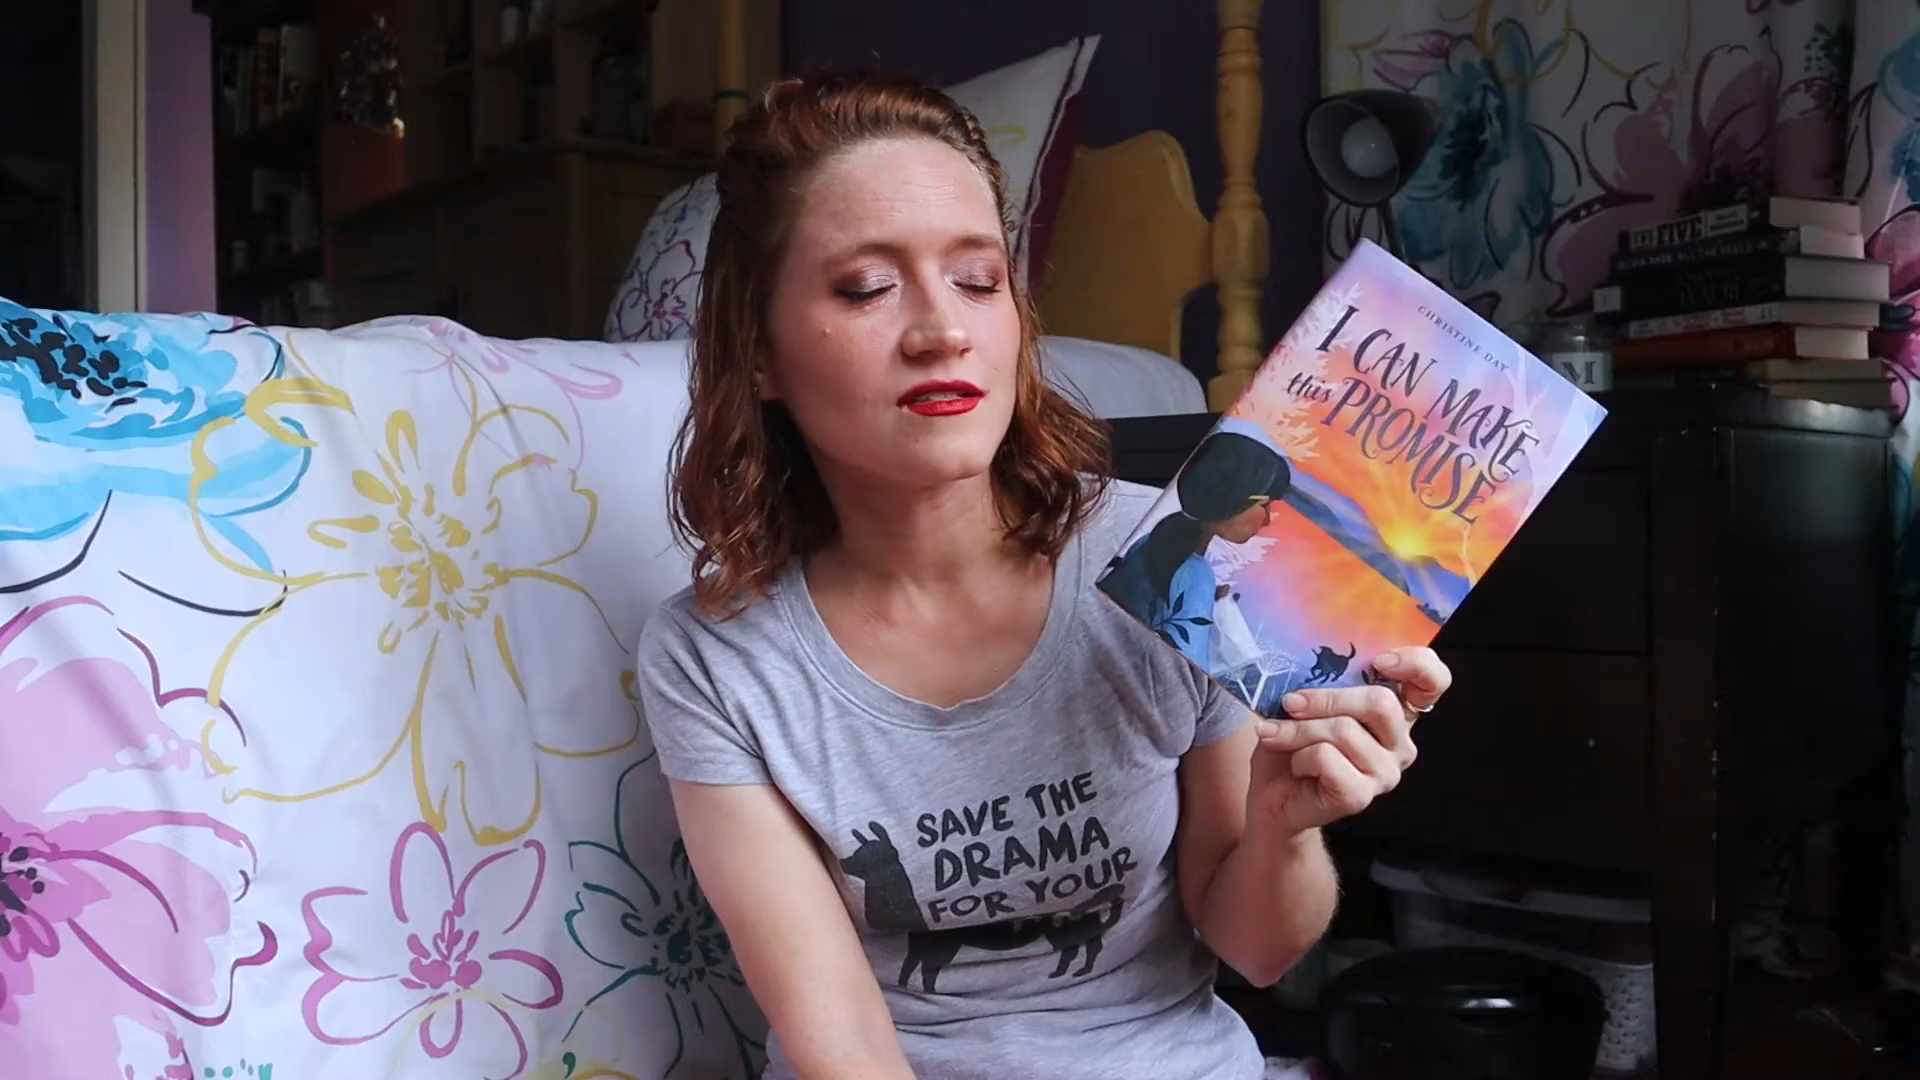 CHRISTINE DAY
I CAN MAKE
this PROMISE
SAVE THE
DRAMA
FOR YOUR
M